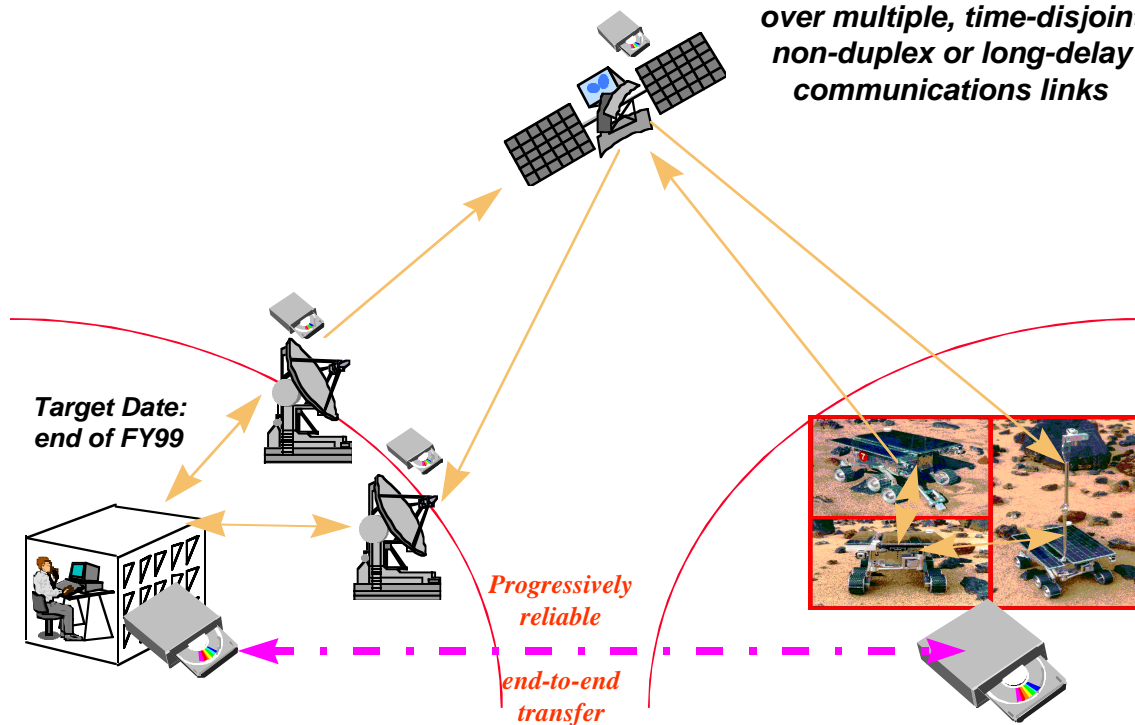 over multiple, time-disjoint
non-duplex or long-delay
communications links
Target Date:
end of FY99
Progressively
reliable
end-to-end
transfer